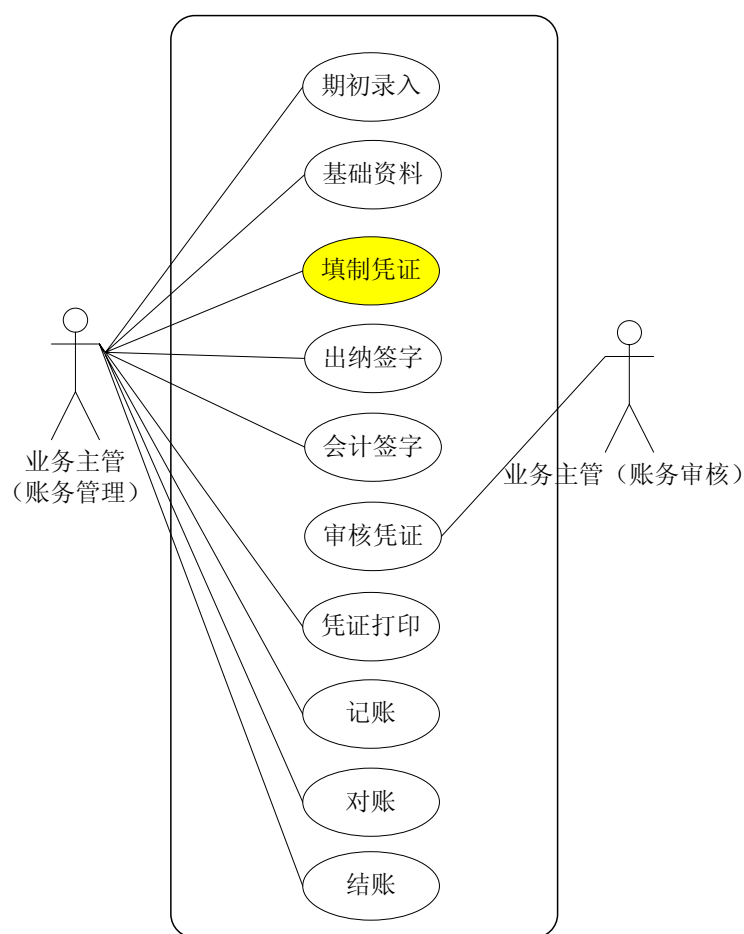 期初录入
基础资料
填制凭证
出纳签字
会计签字
审核凭证
凭证打印
记账
对账
结账
业务主管
（账务管理）
业务主管（账务审核）